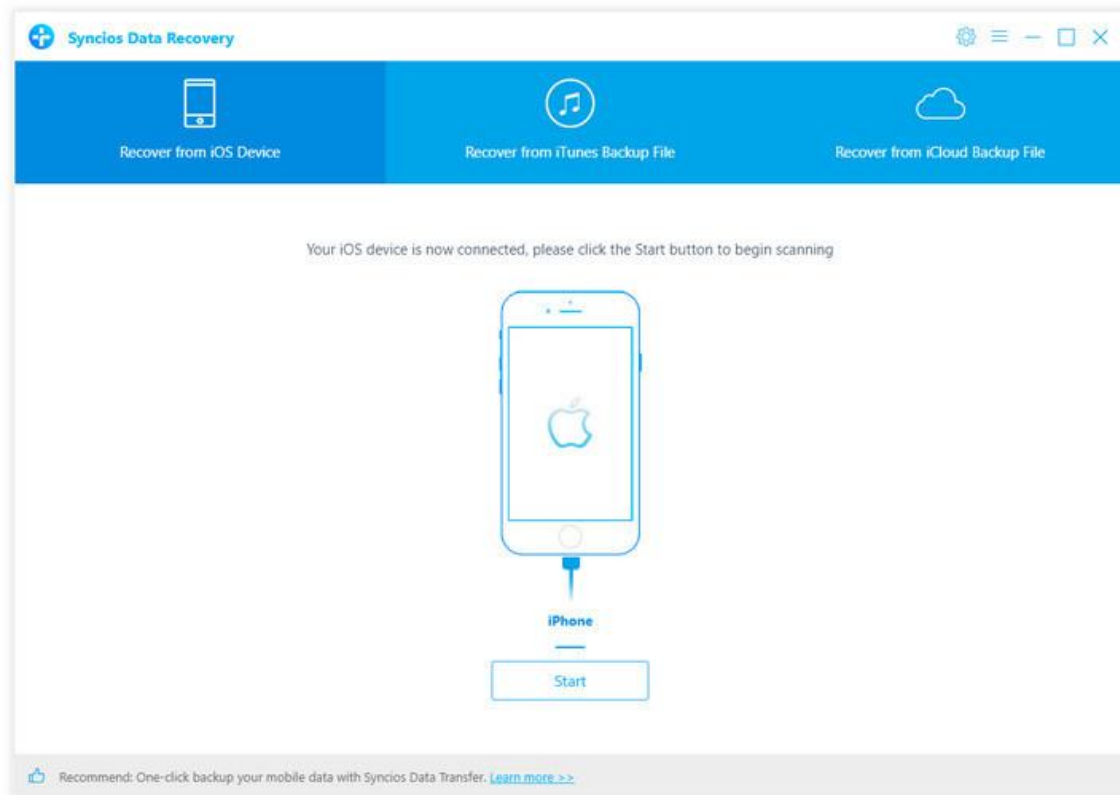 Syncios Data Recovery
Recover from iOS Device
Recover from iTunes Backup File
Recover from iCloud Backup File
Your iOS device is now connected, please click the Start button to begin scanning
iPhone
Start
Recommend: One-click backup your mobile data with Syncios Data Transfer. Learn more >>